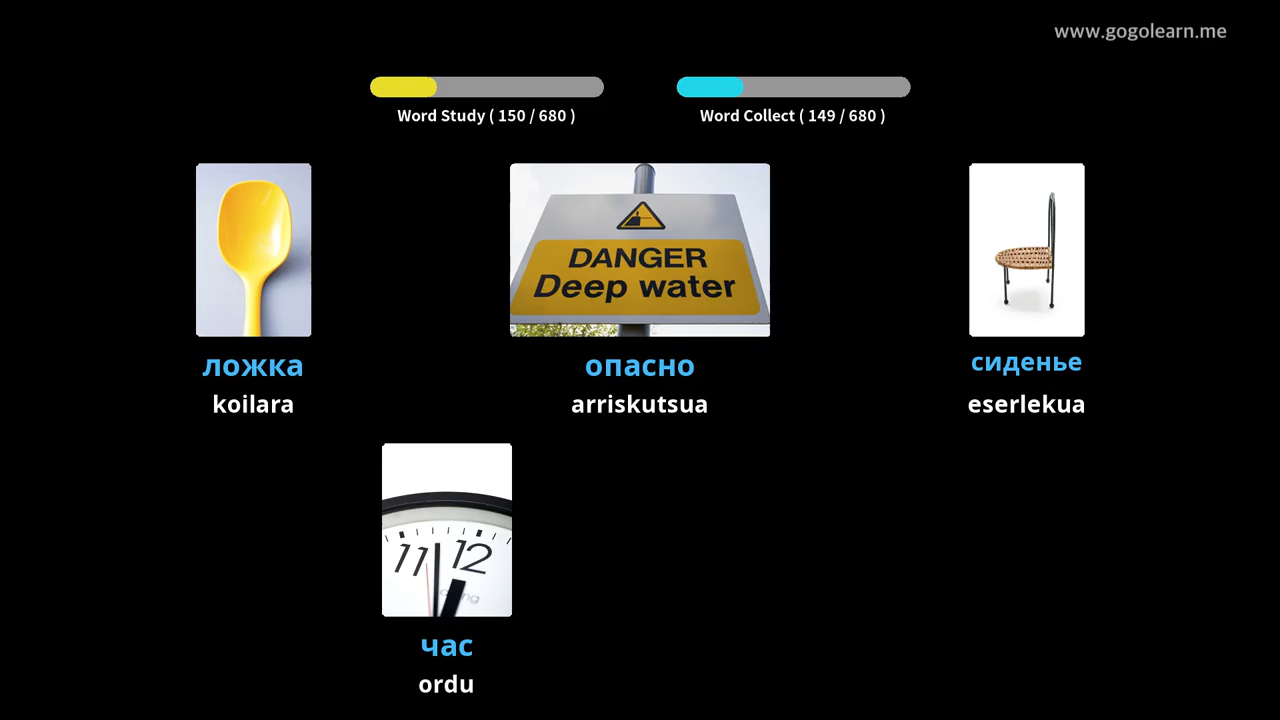 www.gogolearn.me
Word Study ( 150 / 680 )
Word Collect ( 149 / 680 )
DANGER
Deep water
ложка
koilara
опасно
arriskutsua
сиденье
eserlekua
11 12
час
ordu